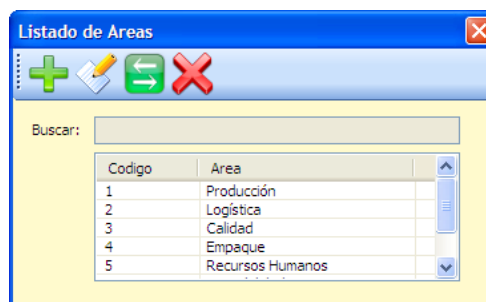 Listado de Areas
Buscar:
Codigo Area
1 Producción
2 Logística
3 Calidad
4 Empaque
5 Recursos Humanos